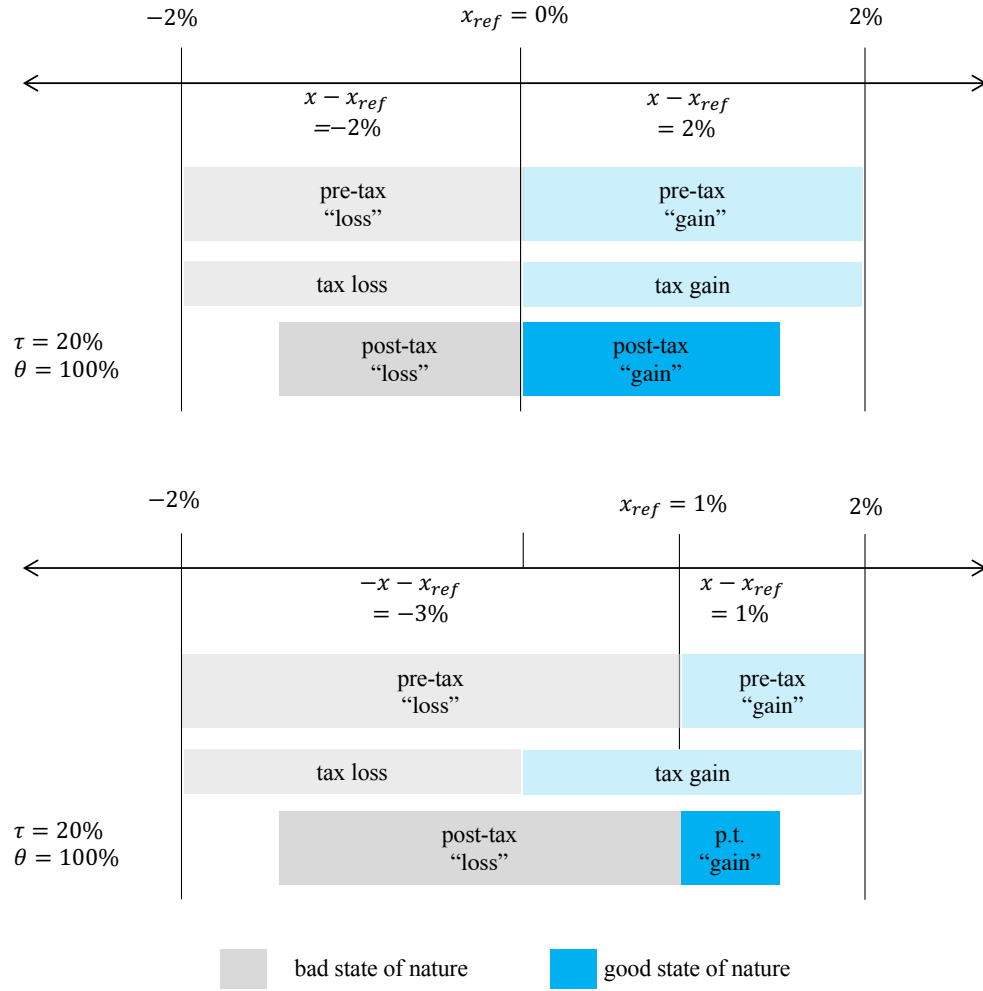 −2%
x_ref = 0%
2%
x − x_ref
=−2%
x − x_ref
= 2%
pre-tax
“loss”
pre-tax
“gain”
tax loss
tax gain
τ = 20%
θ = 100%
post-tax
“loss”
post-tax
“gain”
−2%
x_ref = 1%
2%
−x − x_ref
= −3%
x − x_ref
= 1%
pre-tax
“loss”
pre-tax
“gain”
tax loss
tax gain
τ = 20%
θ = 100%
post-tax
“loss”
p.t.
“gain”
bad state of nature
good state of nature